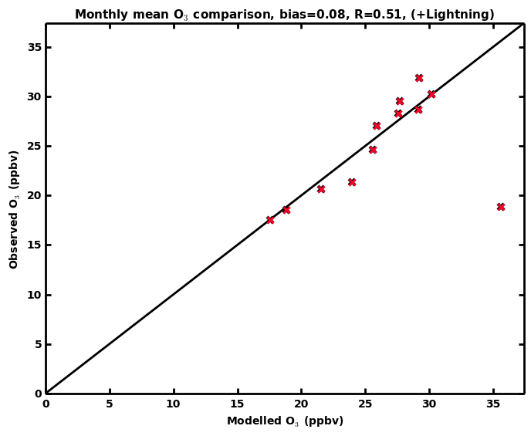 Monthly mean O₃ comparison, bias=0.08, R=0.51, (+Lightning)
35
30
25
20
15
10
5
0
Observed O₃ (ppbv)
0 5 10 15 20 25 30 35
Modelled O₃ (ppbv)